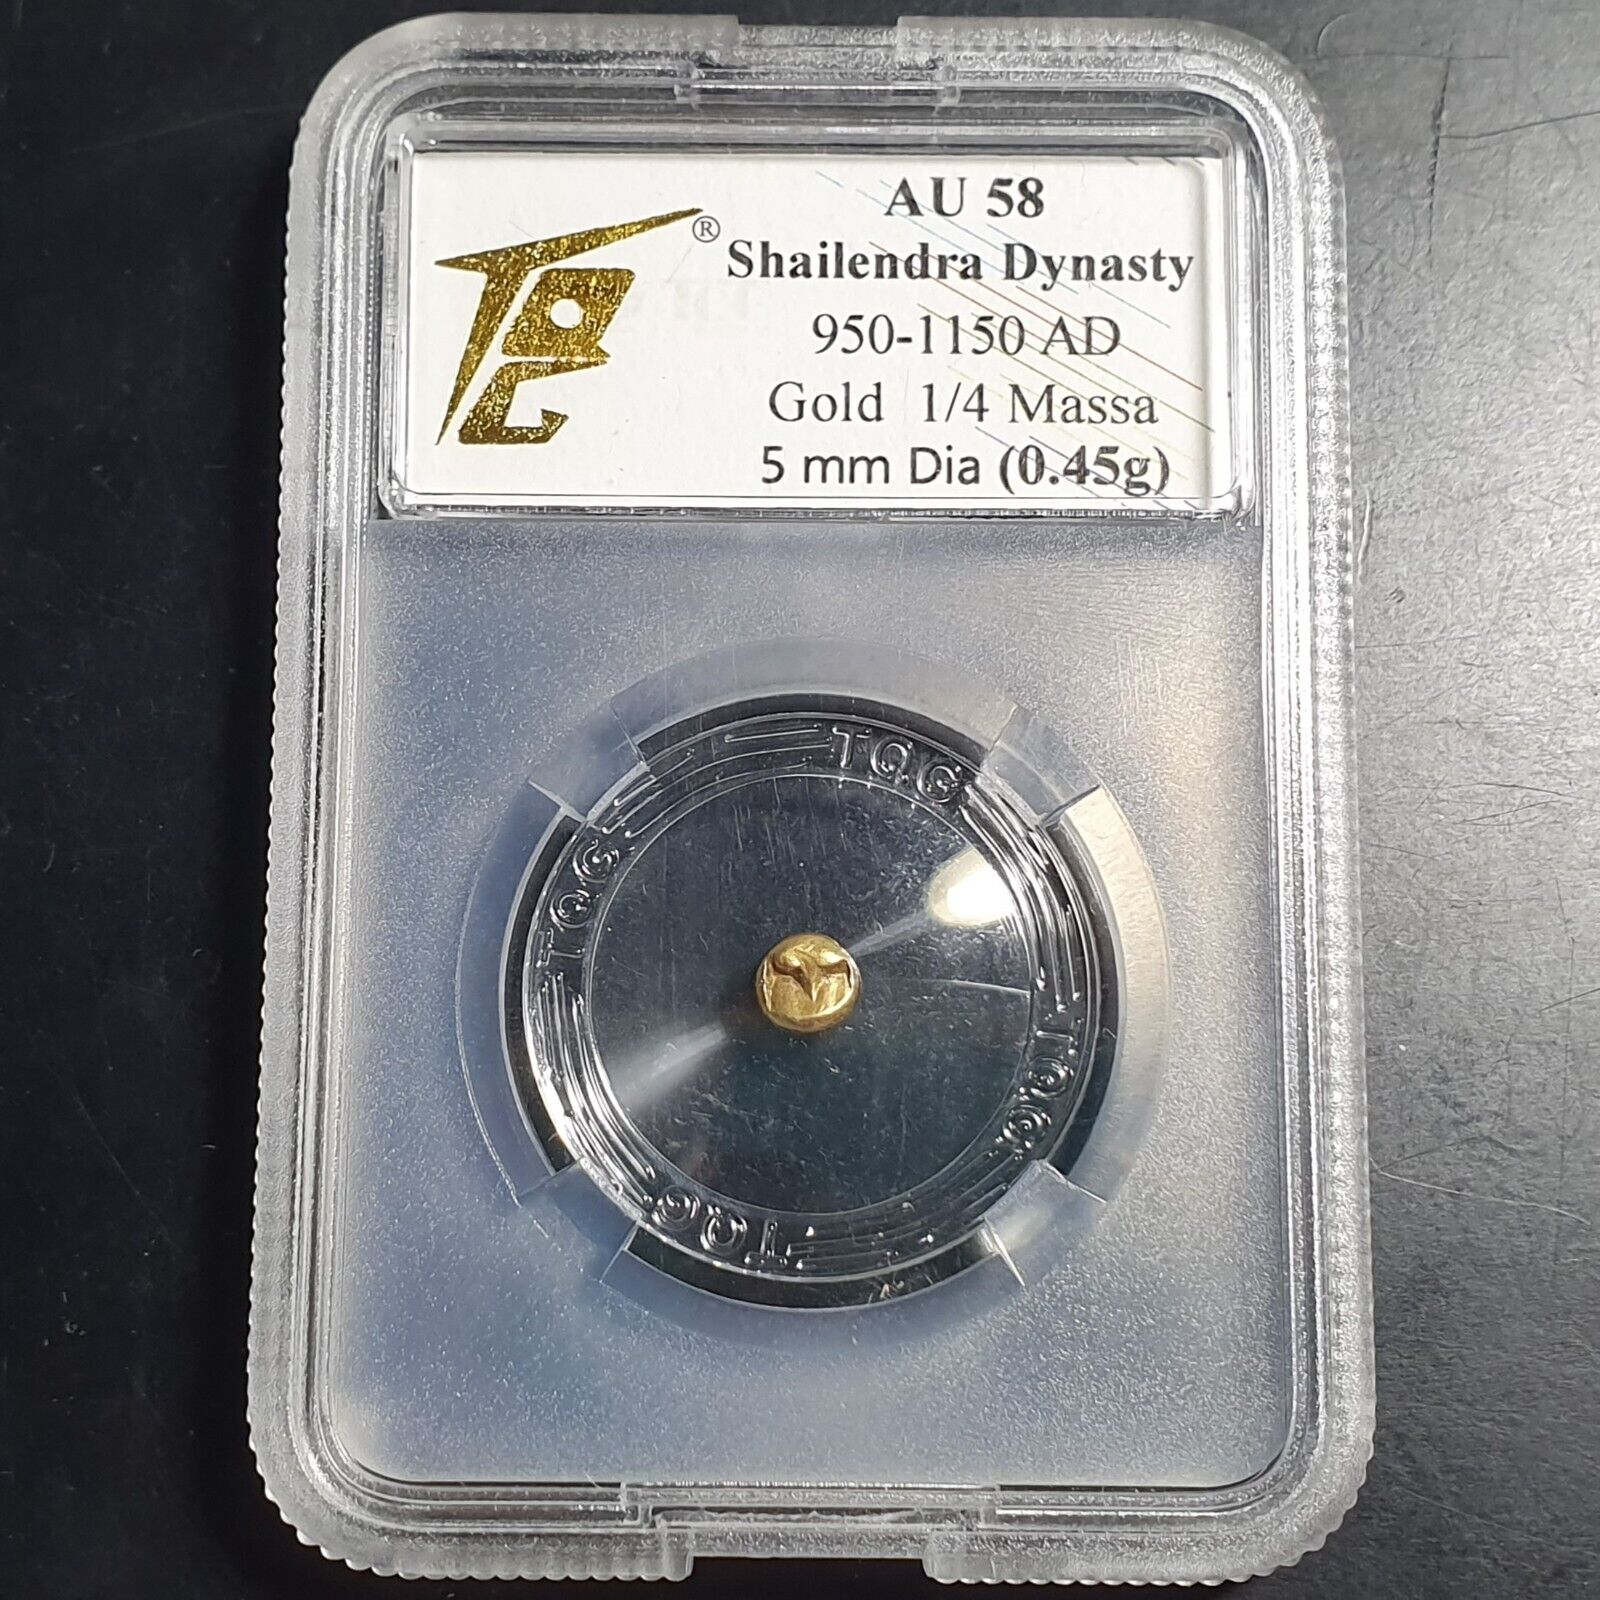 ®
AU 58
Shailendra Dynasty
950-1150 AD
Gold 1/4 Massa
5 mm Dia (0.45g)
TQG
TQG
TQG
TQG